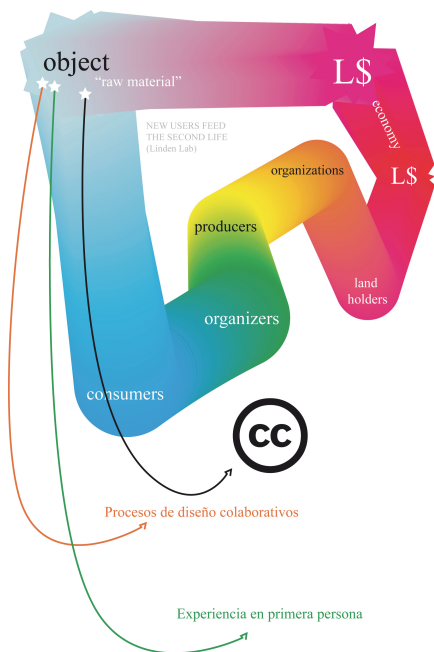 object
“raw material”
L$
economy
NEW USERS FEED
THE SECOND LIFE
(Linden Lab)
organizations
L$
producers
land
holders
organizers
consumers
cc
Procesos de diseño colaborativos
Experiencia en primera persona